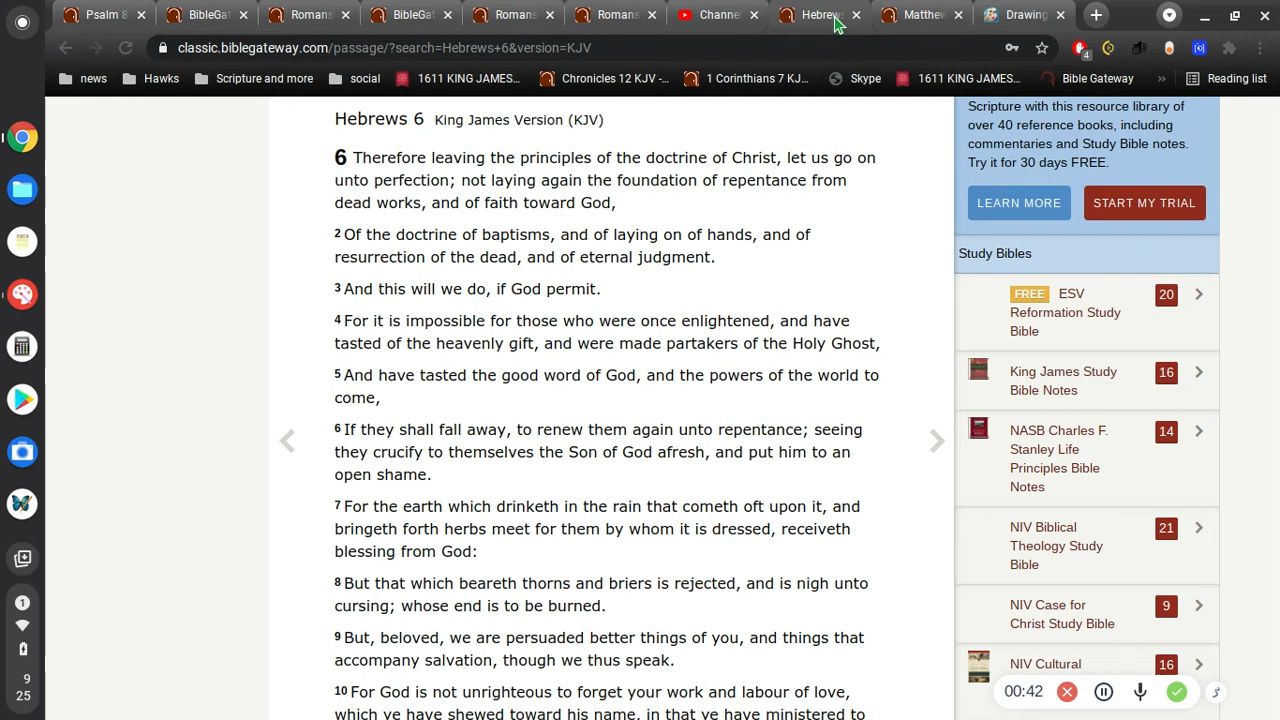 Psalm 8
BibleGat
Romans
BibleGat
Romans
Romans
Channel
Hebrews
Matthew
Drawing
classic.biblegateway.com/passage/?search=Hebrews+6&version=KJV
4
news
Hawks
Scripture and more
social
1611 KING JAMES...
Chronicles 12 KJV -...
1 Corinthians 7 KJ...
Skype
1611 KING JAMES...
Bible Gateway
»
Reading list
Hebrews 6 King James Version (KJV)
6 Therefore leaving the principles of the doctrine of Christ, let us go on
unto perfection; not laying again the foundation of repentance from
dead works, and of faith toward God,
2 Of the doctrine of baptisms, and of laying on of hands, and of
resurrection of the dead, and of eternal judgment.
3 And this will we do, if God permit.
4 For it is impossible for those who were once enlightened, and have
tasted of the heavenly gift, and were made partakers of the Holy Ghost,
5 And have tasted the good word of God, and the powers of the world to
come,
6 If they shall fall away, to renew them again unto repentance; seeing
they crucify to themselves the Son of God afresh, and put him to an
open shame.
7 For the earth which drinketh in the rain that cometh oft upon it, and
bringeth forth herbs meet for them by whom it is dressed, receiveth
blessing from God:
8 But that which beareth thorns and briers is rejected, and is nigh unto
cursing; whose end is to be burned.
9 But, beloved, we are persuaded better things of you, and things that
accompany salvation, though we thus speak.
10 For God is not unrighteous to forget your work and labour of love,
which ye have shewed toward his name, in that ye have ministered to
Scripture with this resource library of
over 40 reference books, including
commentaries and Study Bible notes.
Try it for 30 days FREE.
LEARN MORE
START MY TRIAL
Study Bibles
FREE ESV
Reformation Study
Bible
20
King James Study
Bible Notes
16
NASB Charles F.
Stanley Life
Principles Bible
Notes
14
NIV Biblical
Theology Study
Bible
21
NIV Case for
Christ Study Bible
9
NIV Cultural
16
00:42
1
9
25